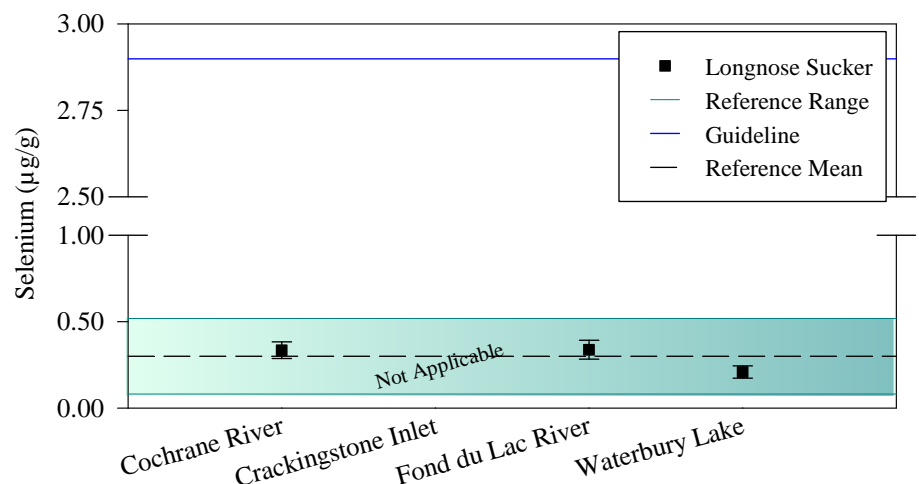 3.00
2.75
2.50
1.00
0.50
0.00
Selenium (µg/g)
Longnose Sucker
Reference Range
Guideline
Reference Mean
Not Applicable
Cochrane River
Crackingstone Inlet
Fond du Lac River
Waterbury Lake